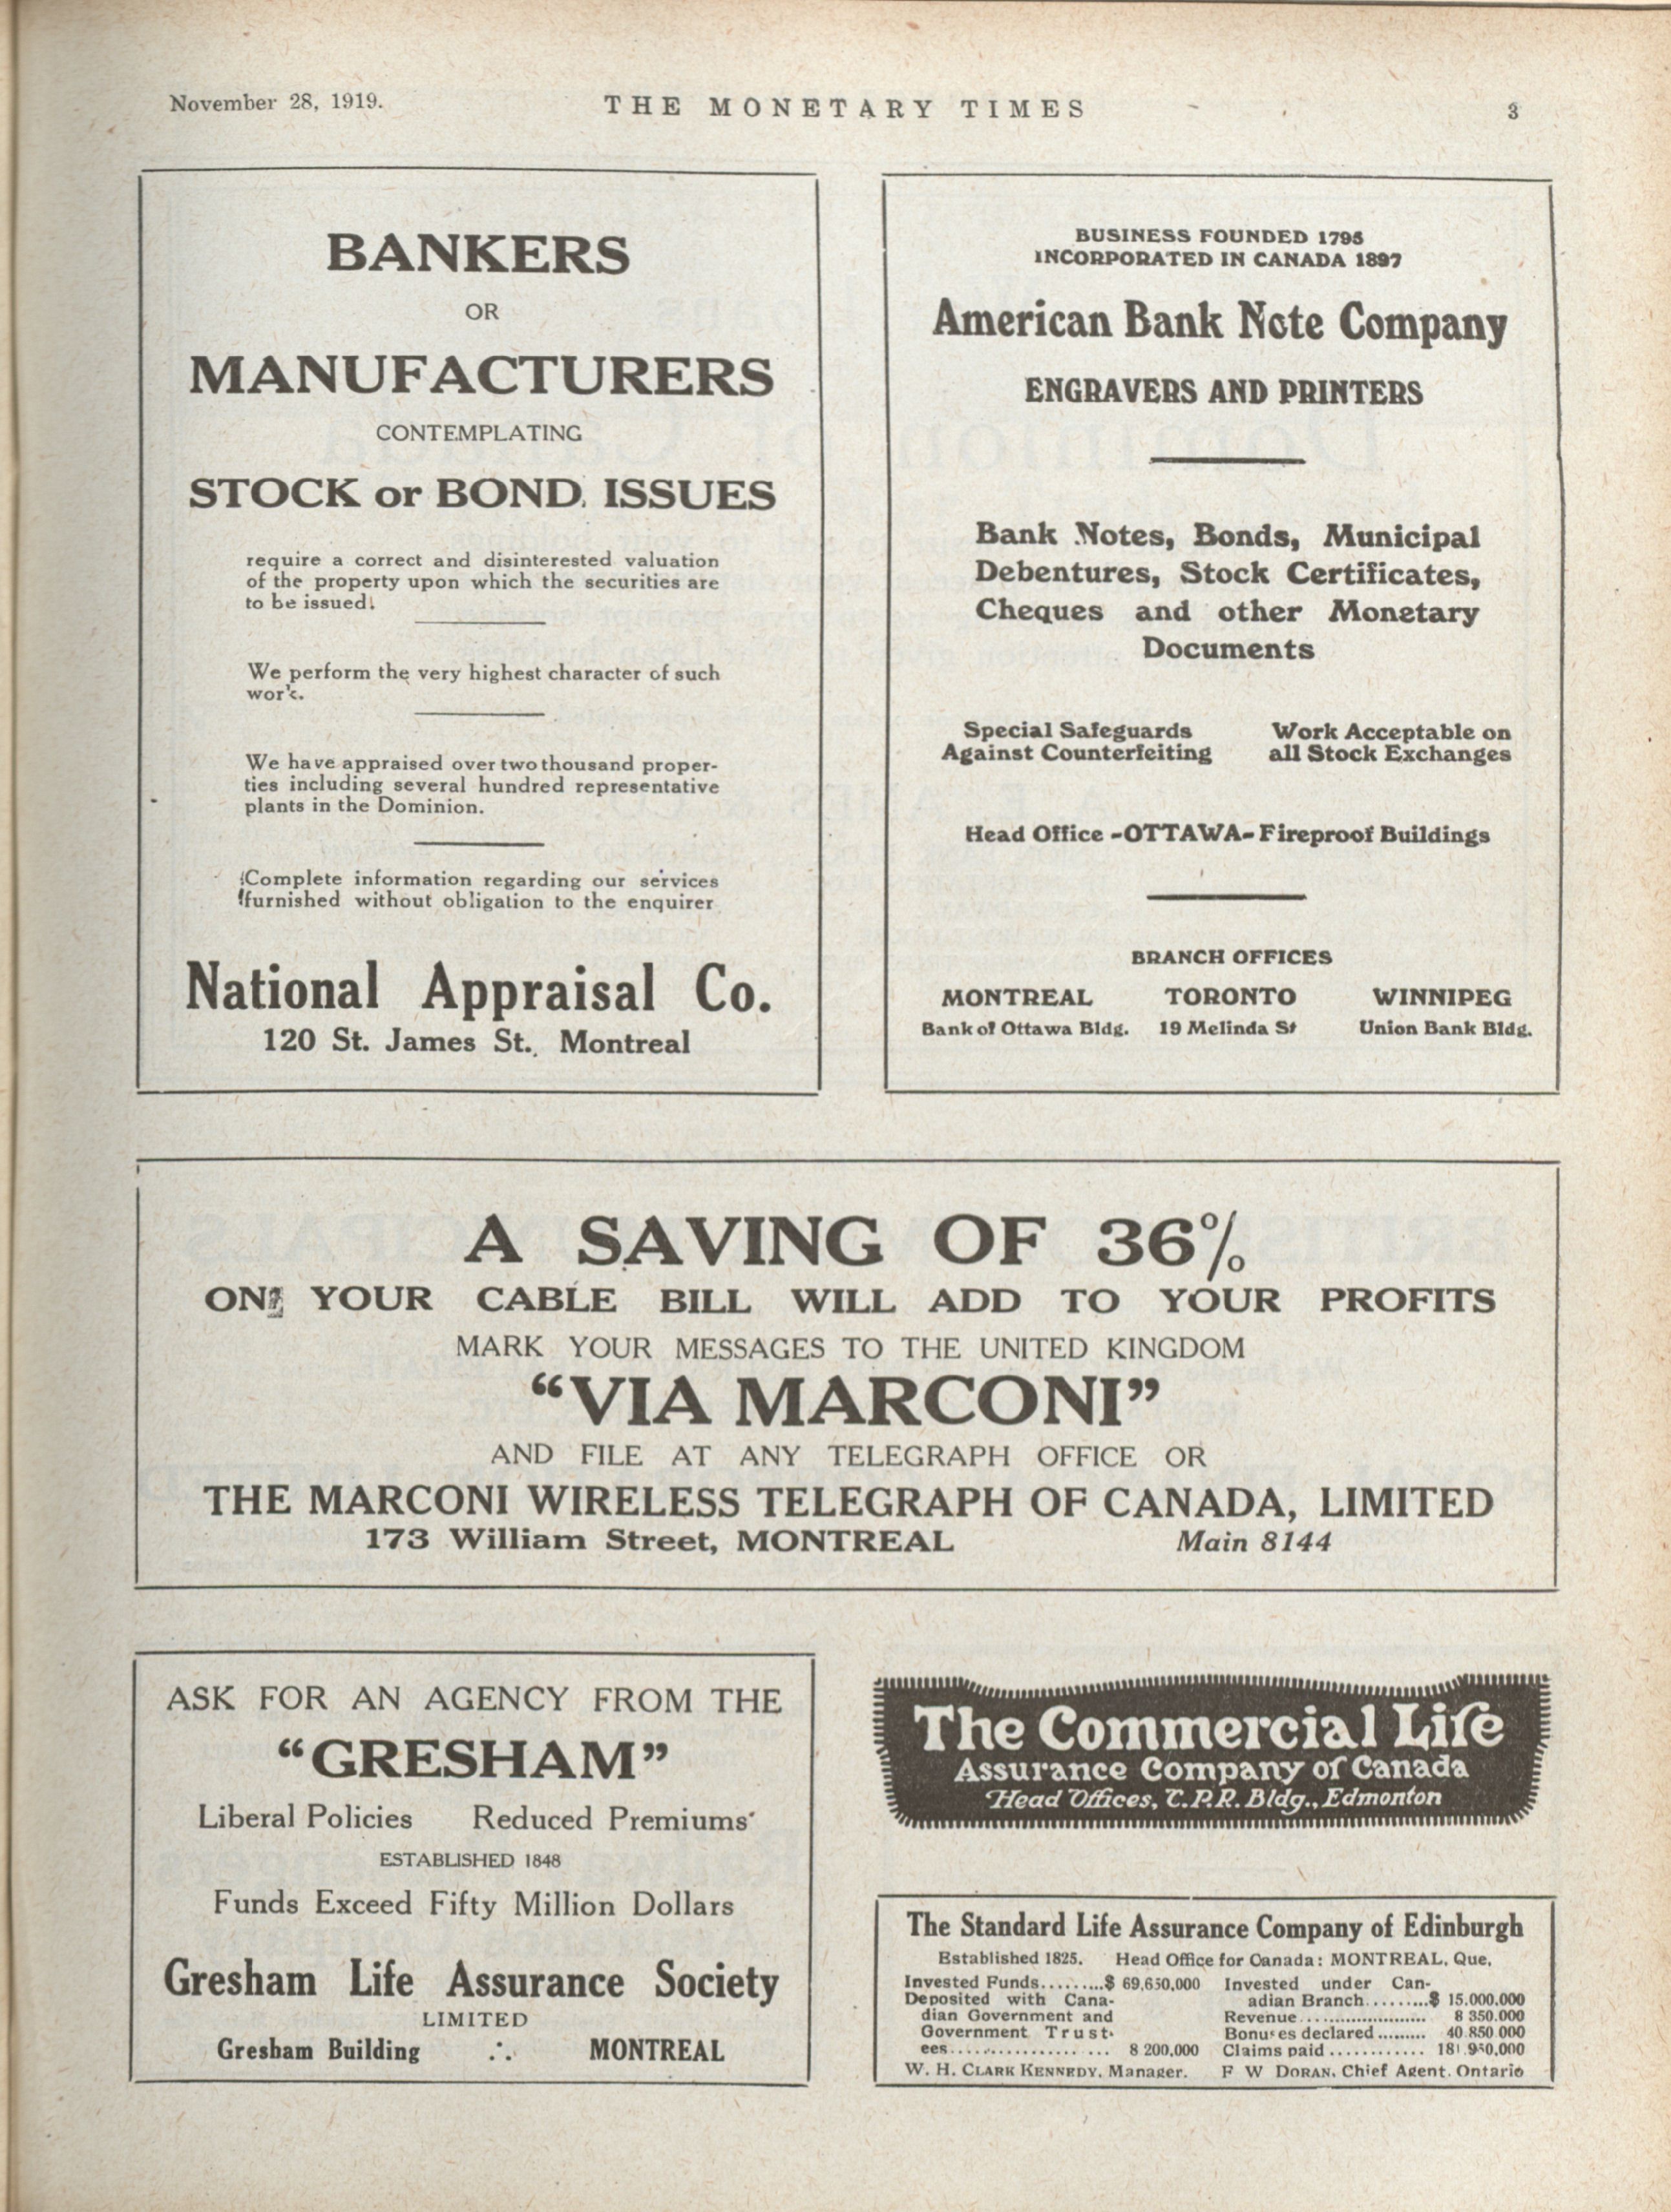 November 28, 1919.
THE MONETARY TIMES
3
BANKERS
OR
MANUFACTURERS
CONTEMPLATING
STOCK or BOND ISSUES
require a correct and disinterested valuation
of the property upon which the securities are
to be issued.
We perform the very highest character of such
work.
We have appraised over two thousand proper-
ties including several hundred representative
plants in the Dominion.
Complete information regarding our services
furnished without obligation to the enquirer
National Appraisal Co.
120 St. James St., Montreal
BUSINESS FOUNDED 1795
INCORPORATED IN CANADA 1897
American Bank Note Company
ENGRAVERS AND PRINTERS
Bank Notes, Bonds, Municipal
Debentures, Stock Certificates,
Cheques and other Monetary
Documents
Special Safeguards
Against Counterfeiting
Work Acceptable on
all Stock Exchanges
Head Office -OTTAWA- Fireproof Buildings
BRANCH OFFICES
MONTREAL TORONTO WINNIPEG
Bank of Ottawa Bldg. 19 Melinda St Union Bank Bldg.
A SAVING OF 36%
ON YOUR CABLE BILL WILL ADD TO YOUR PROFITS
MARK YOUR MESSAGES TO THE UNITED KINGDOM
“VIA MARCONI”
AND FILE AT ANY TELEGRAPH OFFICE OR
THE MARCONI WIRELESS TELEGRAPH OF CANADA, LIMITED
173 William Street, MONTREAL Main 8144
ASK FOR AN AGENCY FROM THE
“GRESHAM”
Liberal Policies Reduced Premiums
ESTABLISHED 1848
Funds Exceed Fifty Million Dollars
Gresham Life Assurance Society
LIMITED
Gresham Building ∴ MONTREAL
The Commercial Life
Assurance Company of Canada
Head Offices, C.P.R. Bldg., Edmonton
The Standard Life Assurance Company of Edinburgh
Established 1825. Head Office for Canada: MONTREAL, Que.
Invested Funds.........$ 69,650,000
Deposited with Cana-
dian Government and
Government Trust-
ees................... 8 200,000
Invested under Can-
adian Branch.........$ 15,000,000
Revenue...................... 8 350.000
Bonuses declared......... 40 850 000
Claims paid............ 181,950,000
W. H. CLARK KENNEDY, Manager. F W DORAN, Chief Agent, Ontario